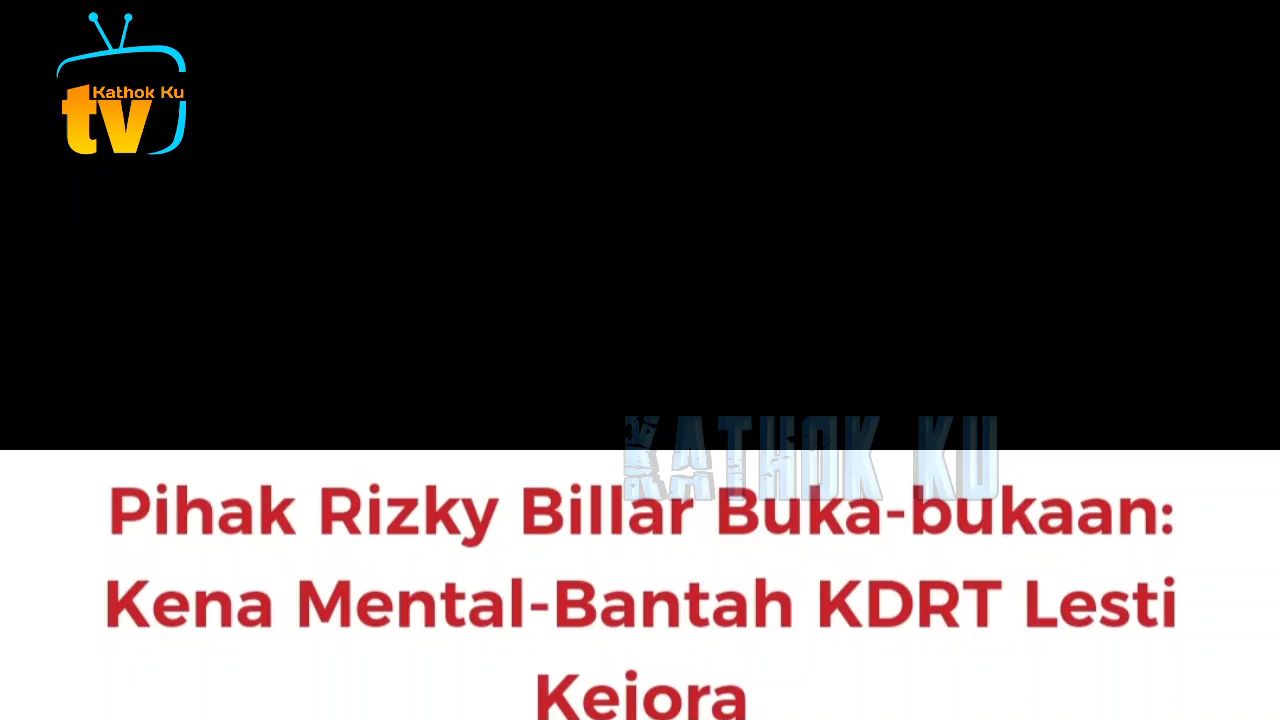 Kathok Ku
tv
KATHOK KU
Pihak Rizky Billar Buka-bukaan:
Kena Mental-Bantah KDRT Lesti
Kejora